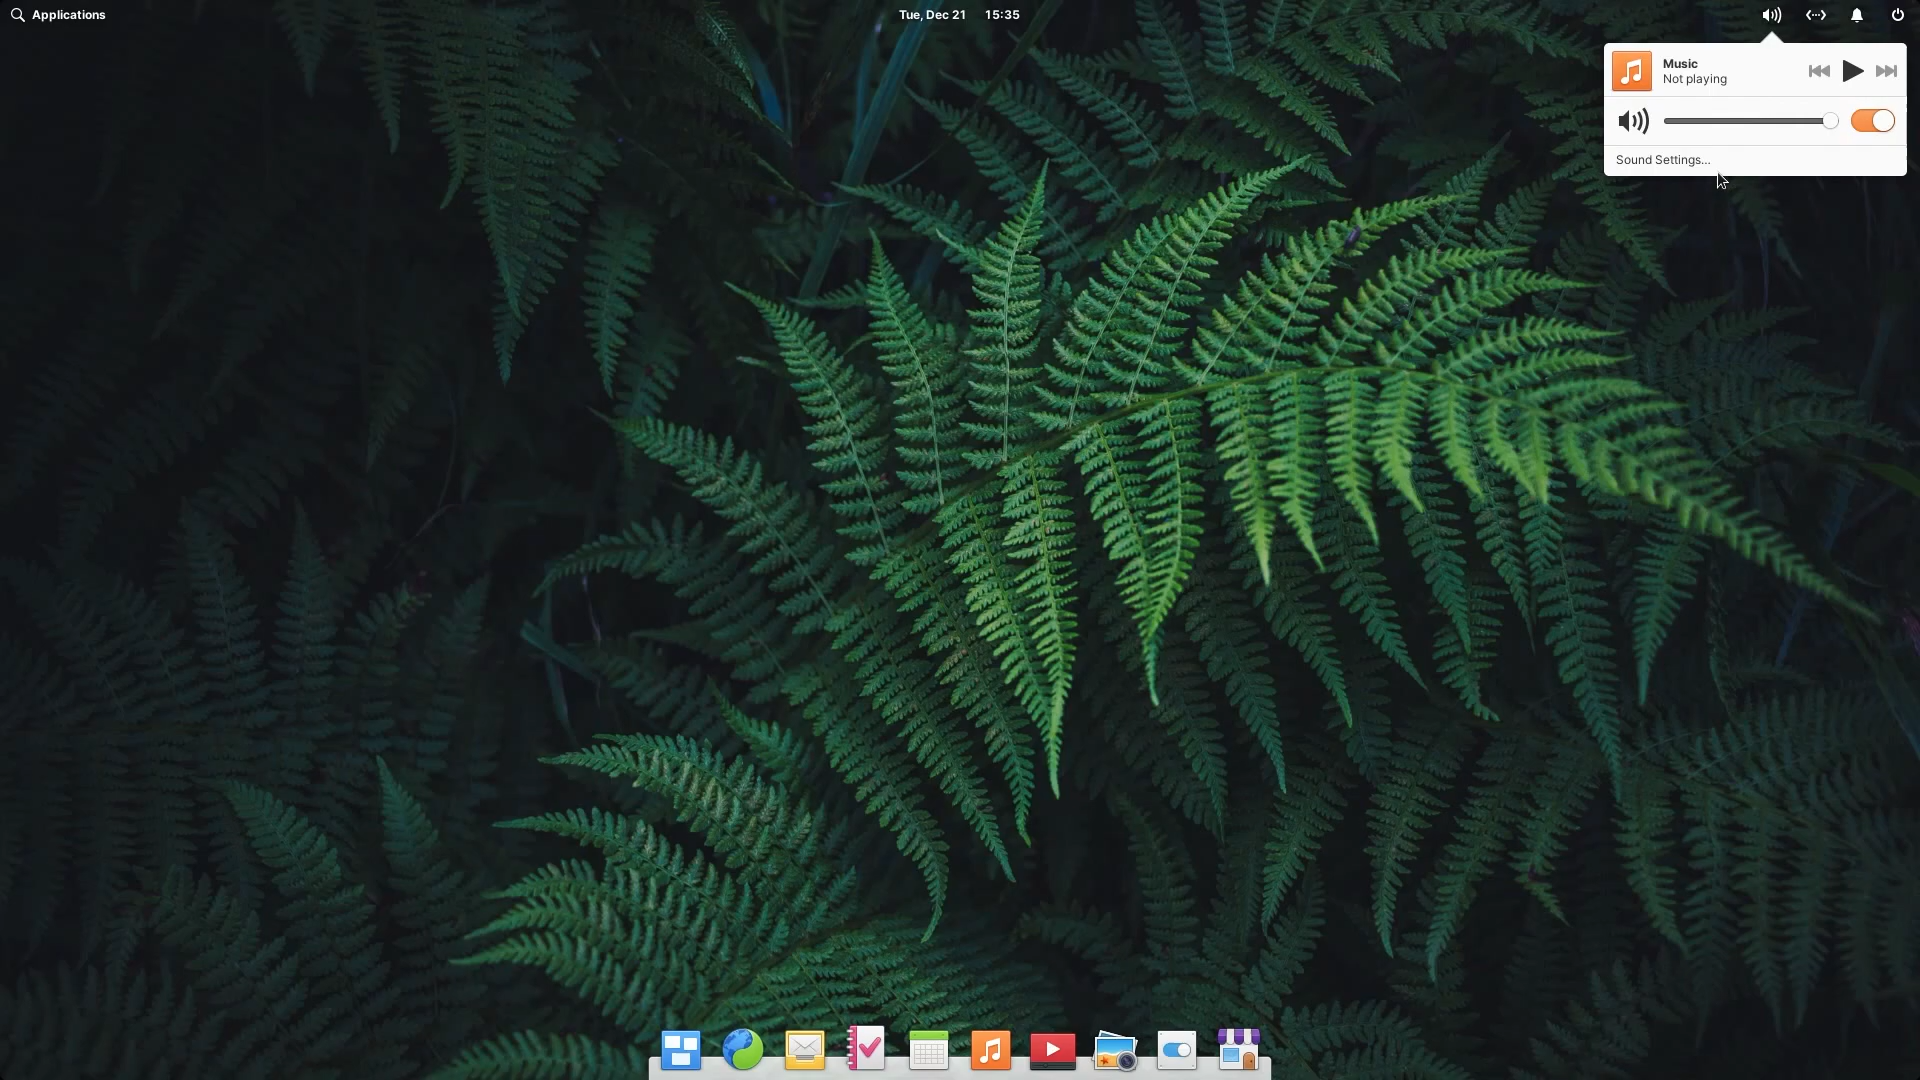 Applications
Tue, Dec 21 15:35
Music
Not playing
Sound Settings...